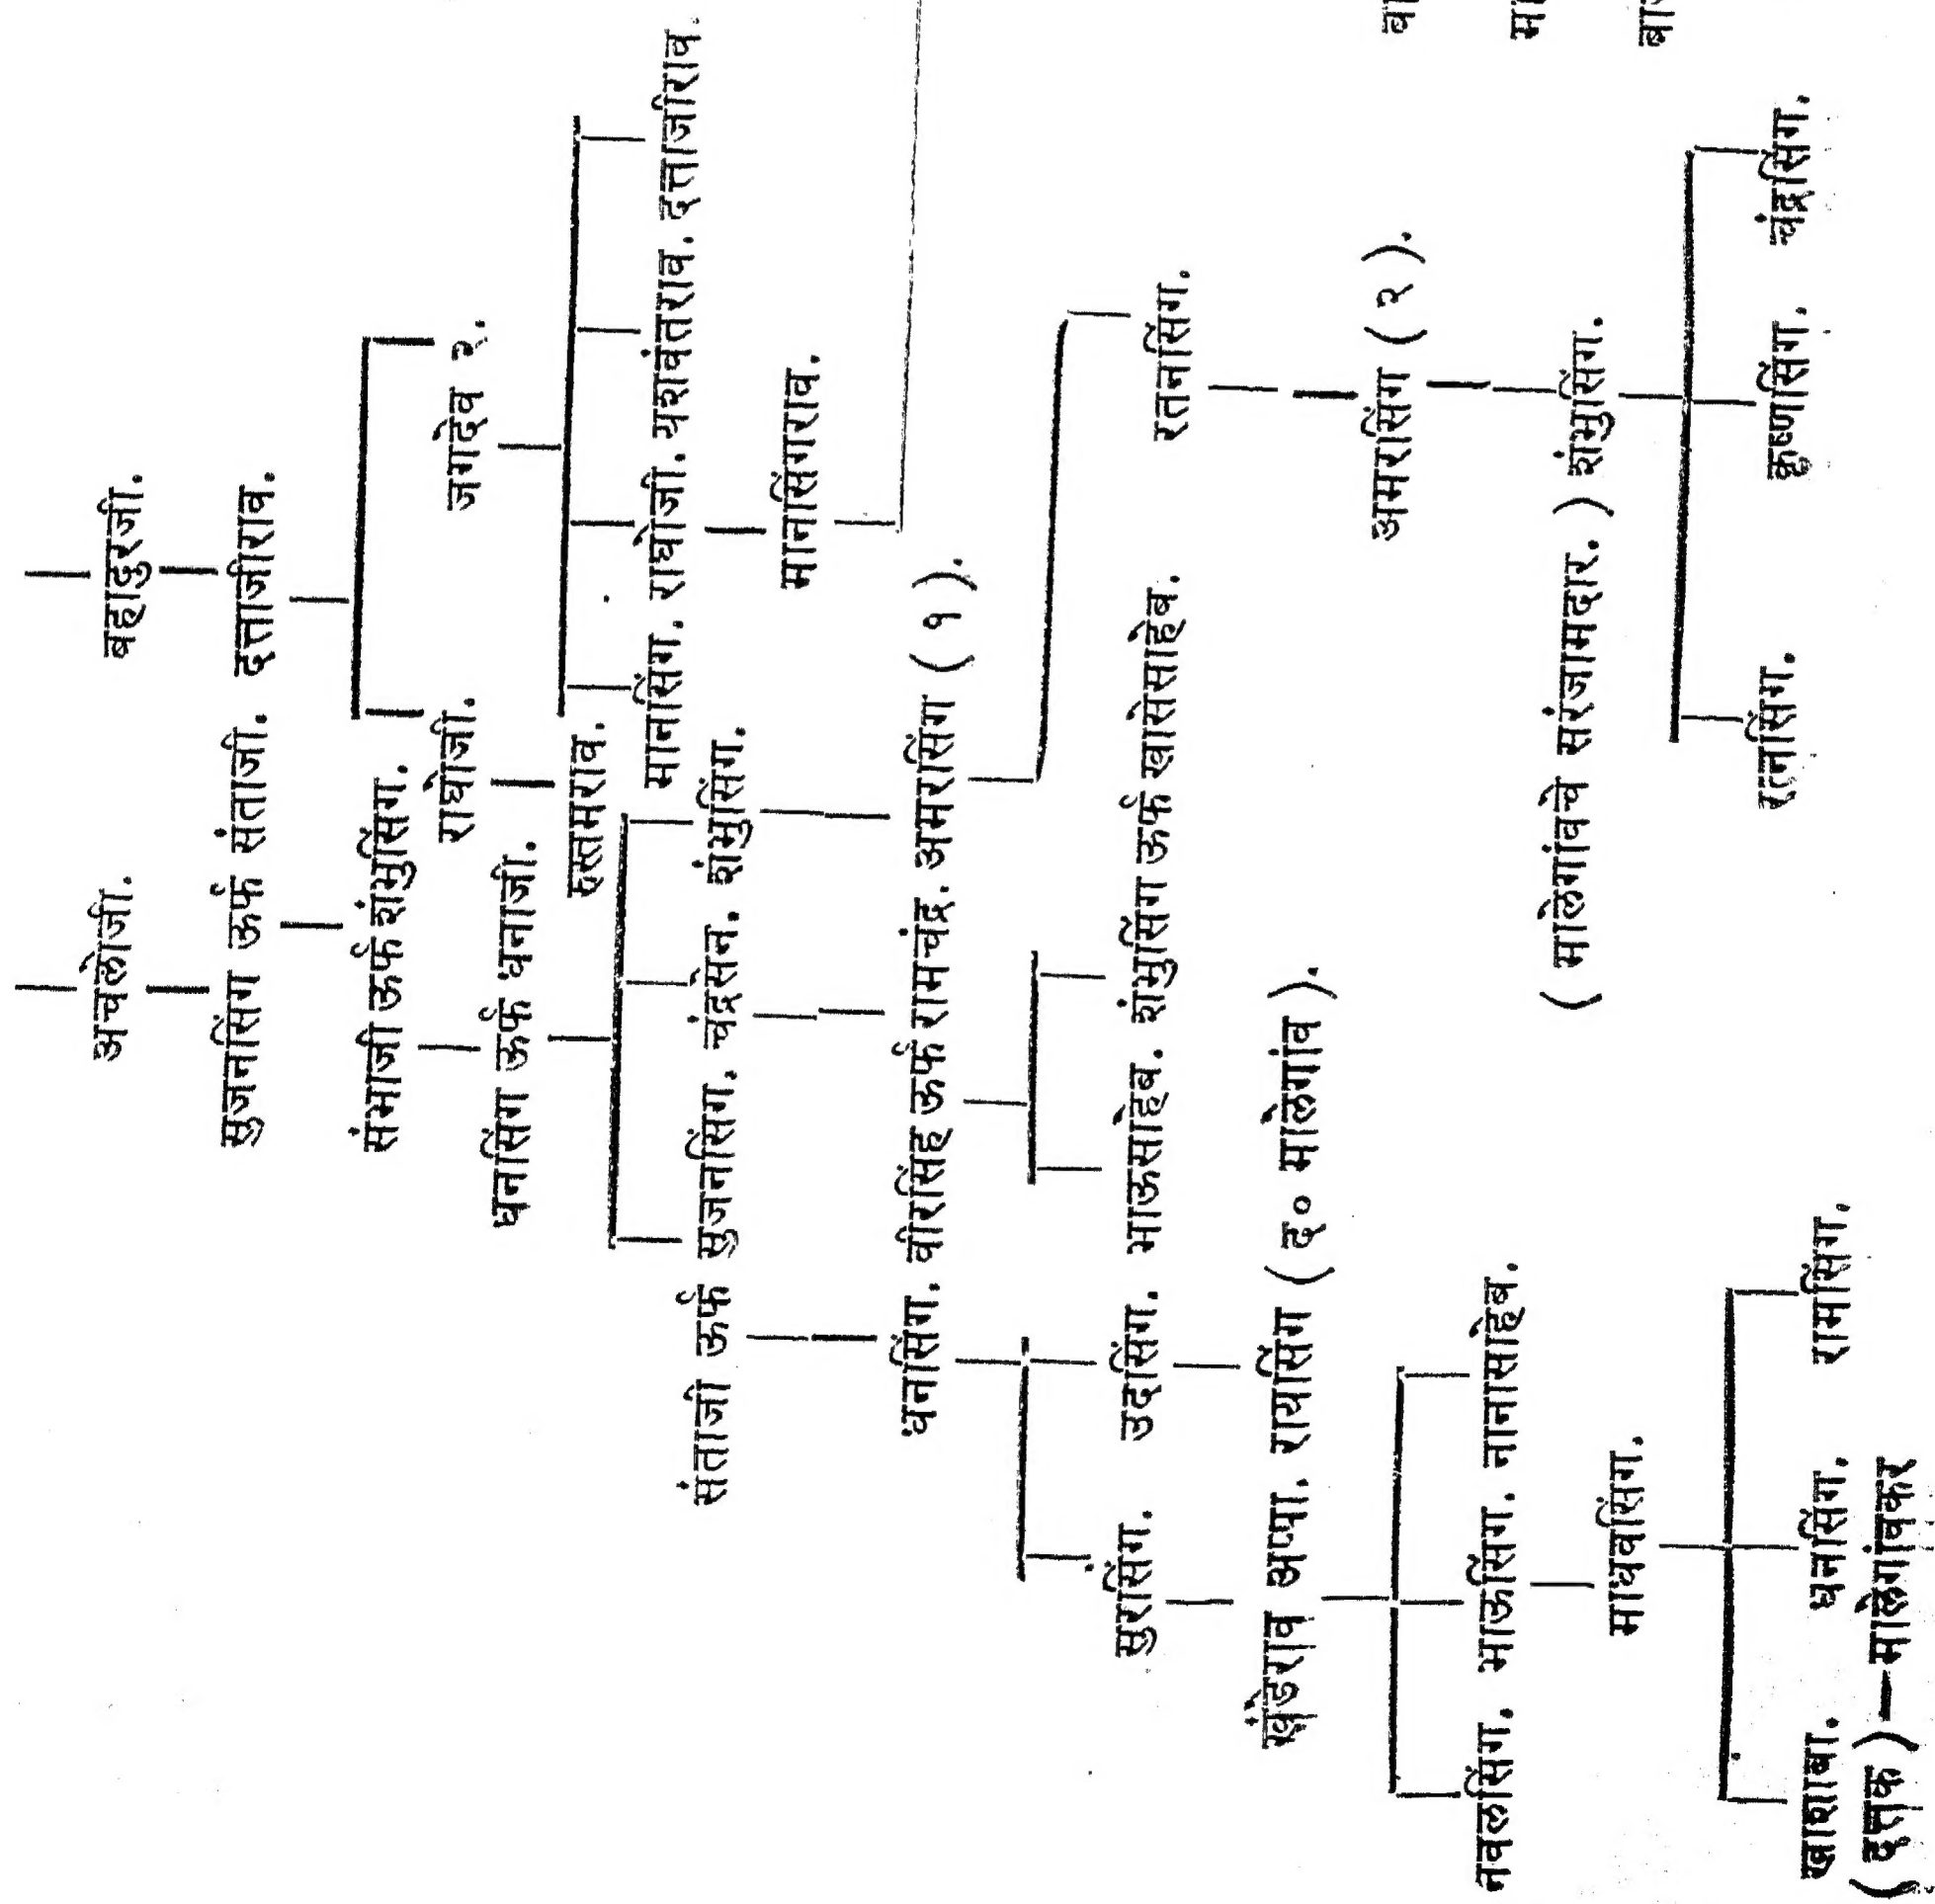 अचलोजी. बहादुरजी.
सुजनसिंग ऊर्फ संताजी. दत्ताजीराव.
संभाजी ऊर्फ शंभुसिंग. राघोजी. जगदेव २.
धनसिंग ऊर्फ धनाजी. रुस्तमराव.
मानसिंग. राघोजी. यशवंतराव. दत्ताजीराव.
संताजी ऊर्फ सुजनसिंग. चंद्रसेन. शंभुसिंग. मानसिंगराव.
धनसिंग. वीरसिंह ऊर्फ रामचंद्र. अमरसिंग ( १ ).
सुरसिंग. उदसिंग. भाऊसाहेब. शंभुसिंग ऊर्फ खासेसाहेब. रतनसिंग.
खंडेराव अप्पा. रायसिंग ( द० माळेगांव ).
अमरसिंग ( २ ).
नवलसिंग. भाऊसिंग. नानासाहेब.
( माळेगांवचे सरंजामदार. ) शंभुसिंग.
माधवसिंग.
रत्नसिंग. कृष्णसिंग. चंद्रसिंग.
खाशाबा. धनसिंग. रामसिंग.
( दत्तक )—माळेगांवकर